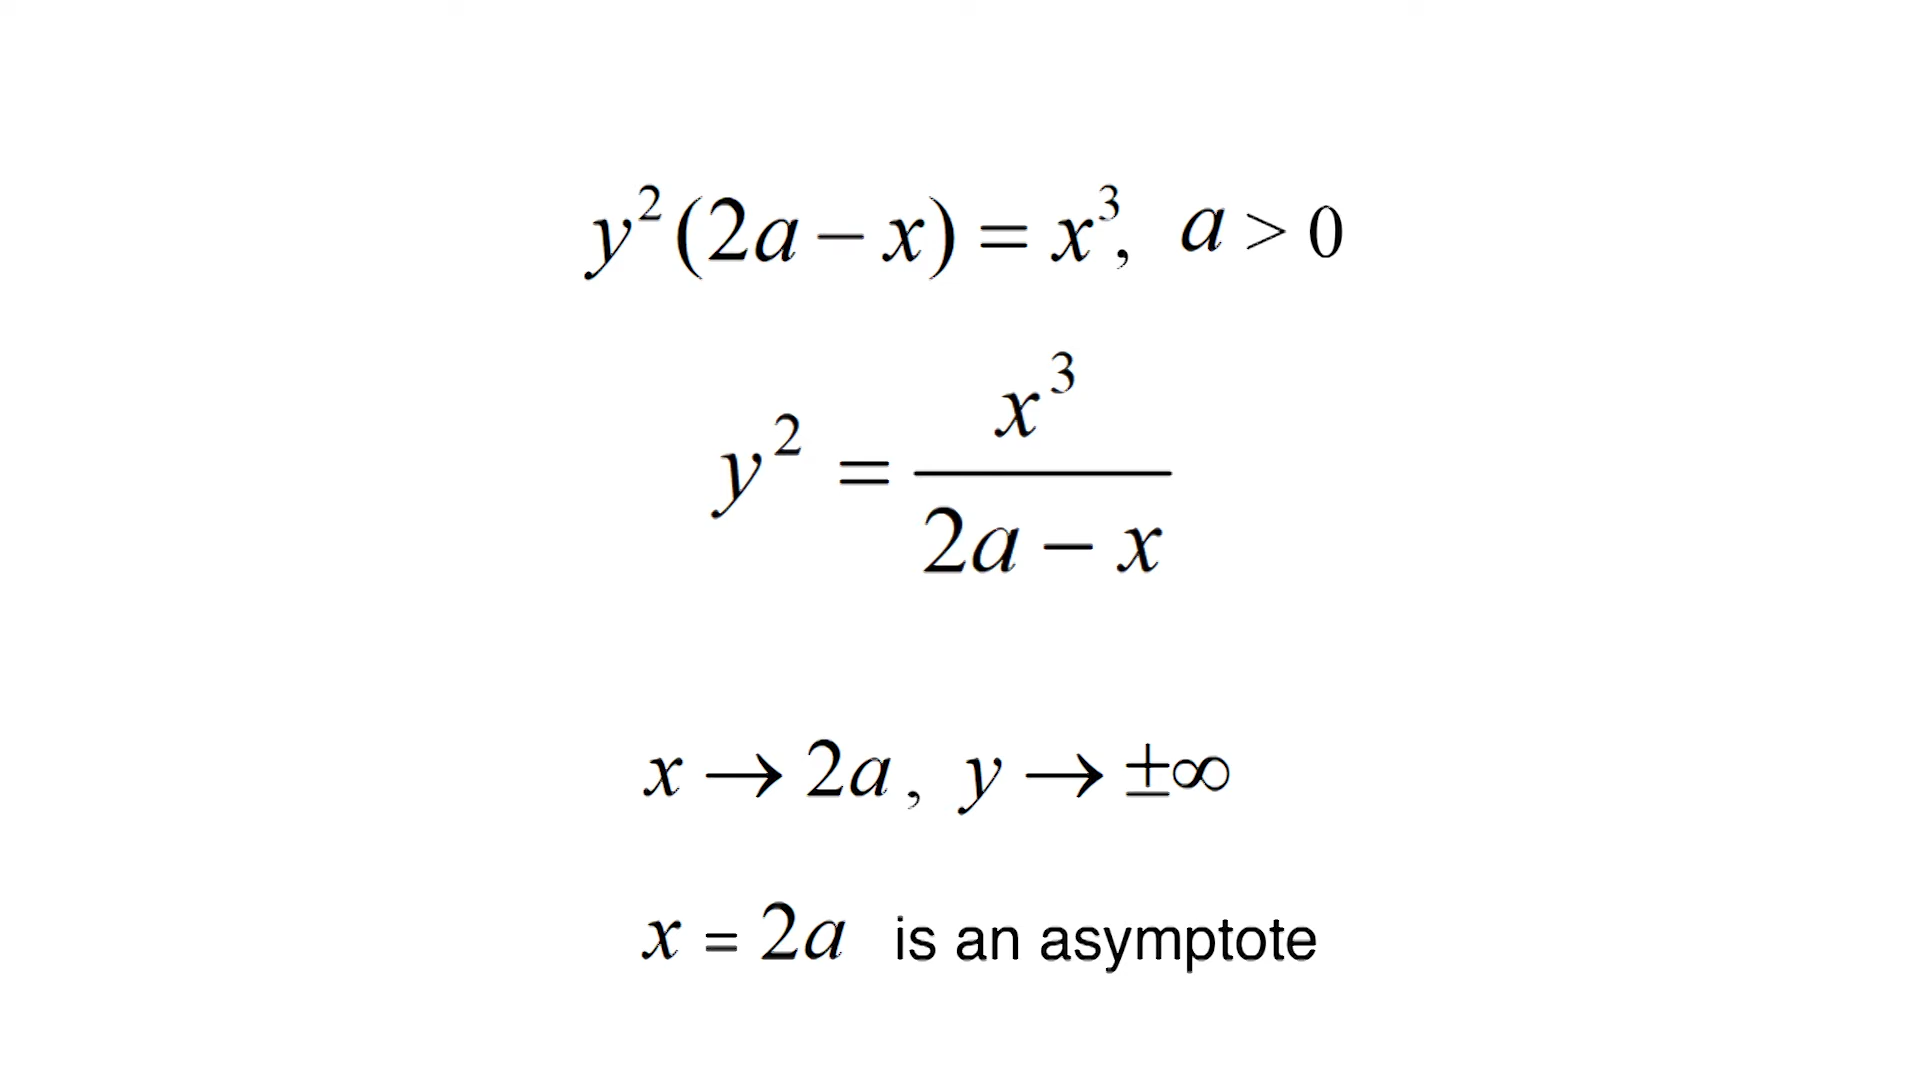 y²(2a − x) = x³, a > 0
y² = x³ / (2a − x)
x → 2a, y → ±∞
x = 2a is an asymptote